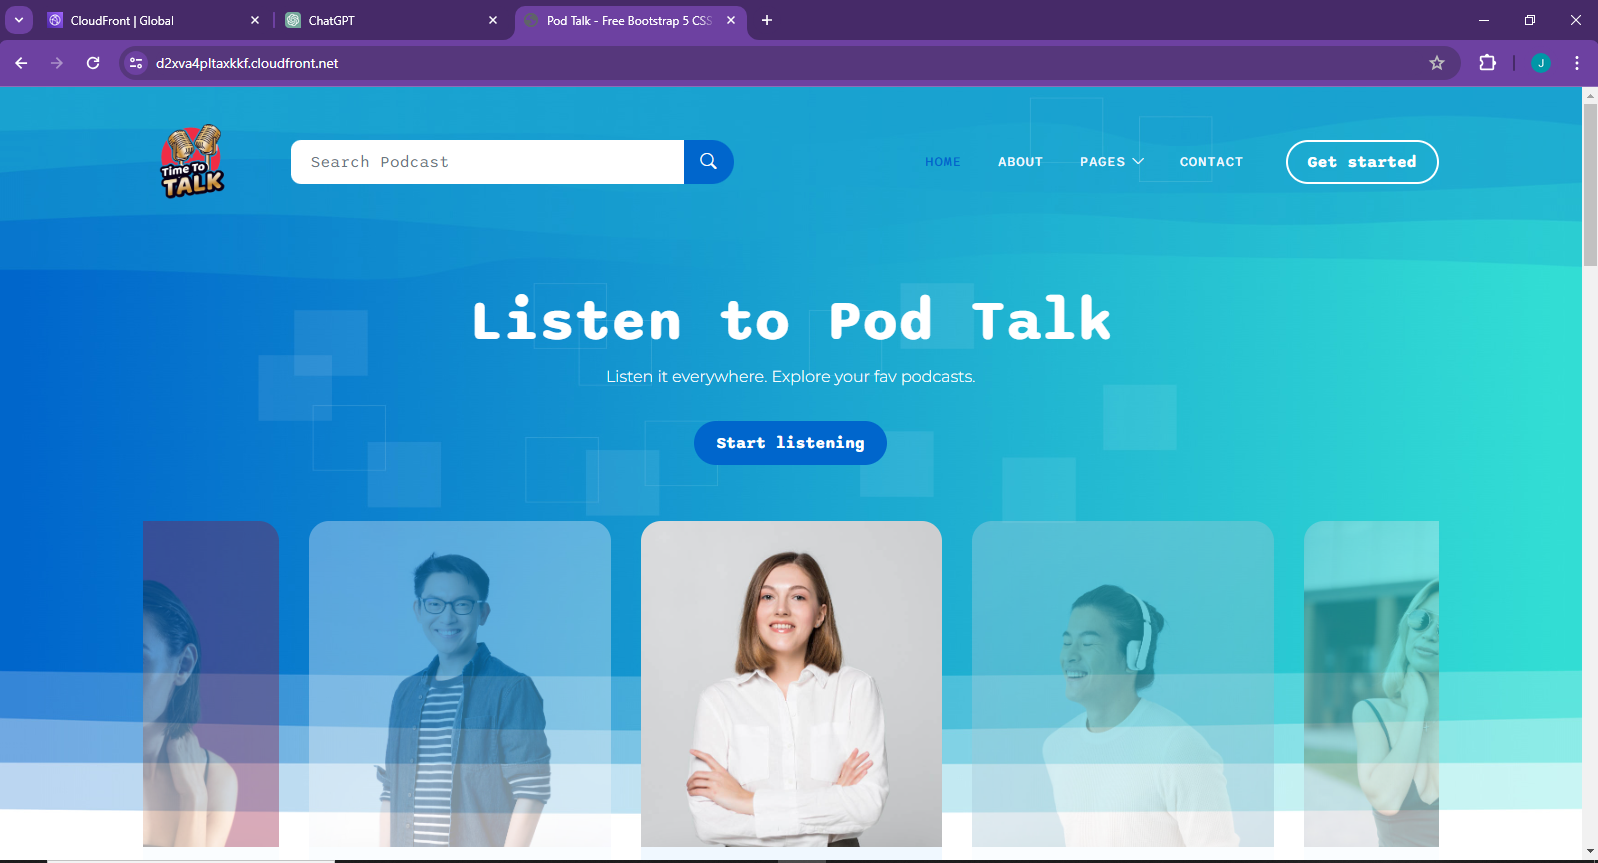 CloudFront | Global
ChatGPT
Pod Talk - Free Bootstrap 5 CSS
d2xva4pltaxkkf.cloudfront.net
J
Time To
TALK
Search Podcast
HOME
ABOUT
PAGES
CONTACT
Get started
Listen to Pod Talk
Listen it everywhere. Explore your fav podcasts.
Start listening